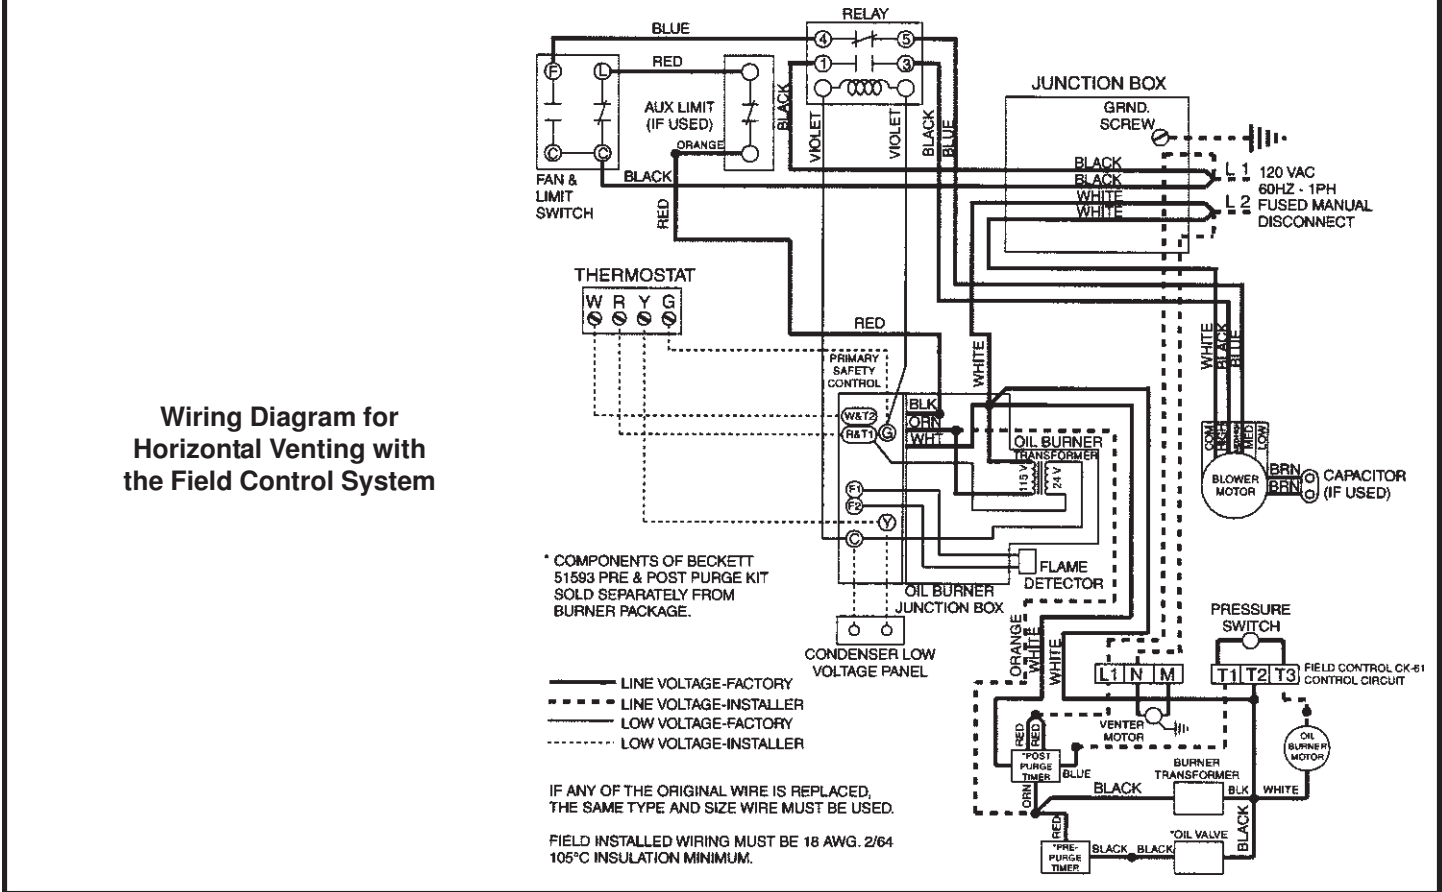 RELAY
BLUE
4
5
F
L
RED
1
3
JUNCTION BOX
AUX LIMIT
(IF USED)
BLACK
VIOLET
VIOLET
BLACK
BLUE
GRND.
SCREW
C
C
ORANGE
BLACK
BLACK
L 1
120 VAC
FAN &
LIMIT
SWITCH
BLACK
60HZ - 1PH
WHITE
WHITE
L 2
FUSED MANUAL
DISCONNECT
RED
THERMOSTAT
W R Y G
RED
WHITE
WHITE
BLACK
BLUE
PRIMARY
SAFETY
CONTROL
Wiring Diagram for
Horizontal Venting with
the Field Control System
W&T2
R&T1
G
BLK
ORN
WHT
OIL BURNER
TRANSFORMER
115 V
24 V
COM
HIGH
MED
LOW
BLOWER
MOTOR
BRN
BRN
CAPACITOR
(IF USED)
F1
F2
Y
C
FLAME
DETECTOR
* COMPONENTS OF BECKETT
51593 PRE & POST PURGE KIT
SOLD SEPARATELY FROM
BURNER PACKAGE.
OIL BURNER
JUNCTION BOX
CONDENSER LOW
VOLTAGE PANEL
ORANGE
WHITE
WHITE
PRESSURE
SWITCH
L1 N M
T1 T2 T3
FIELD CONTROL CK-61
CONTROL CIRCUIT
LINE VOLTAGE-FACTORY
LINE VOLTAGE-INSTALLER
LOW VOLTAGE-FACTORY
LOW VOLTAGE-INSTALLER
RED
RED
VENTER
MOTOR
OIL
BURNER
MOTOR
*POST
PURGE
TIMER
BLUE
BURNER
TRANSFORMER
ORN
BLACK
BLK
WHITE
IF ANY OF THE ORIGINAL WIRE IS REPLACED,
THE SAME TYPE AND SIZE WIRE MUST BE USED.
RED
BLACK
*OIL VALVE
*PRE-
PURGE
TIMER
BLACK
BLACK
FIELD INSTALLED WIRING MUST BE 18 AWG. 2/64
105°C INSULATION MINIMUM.